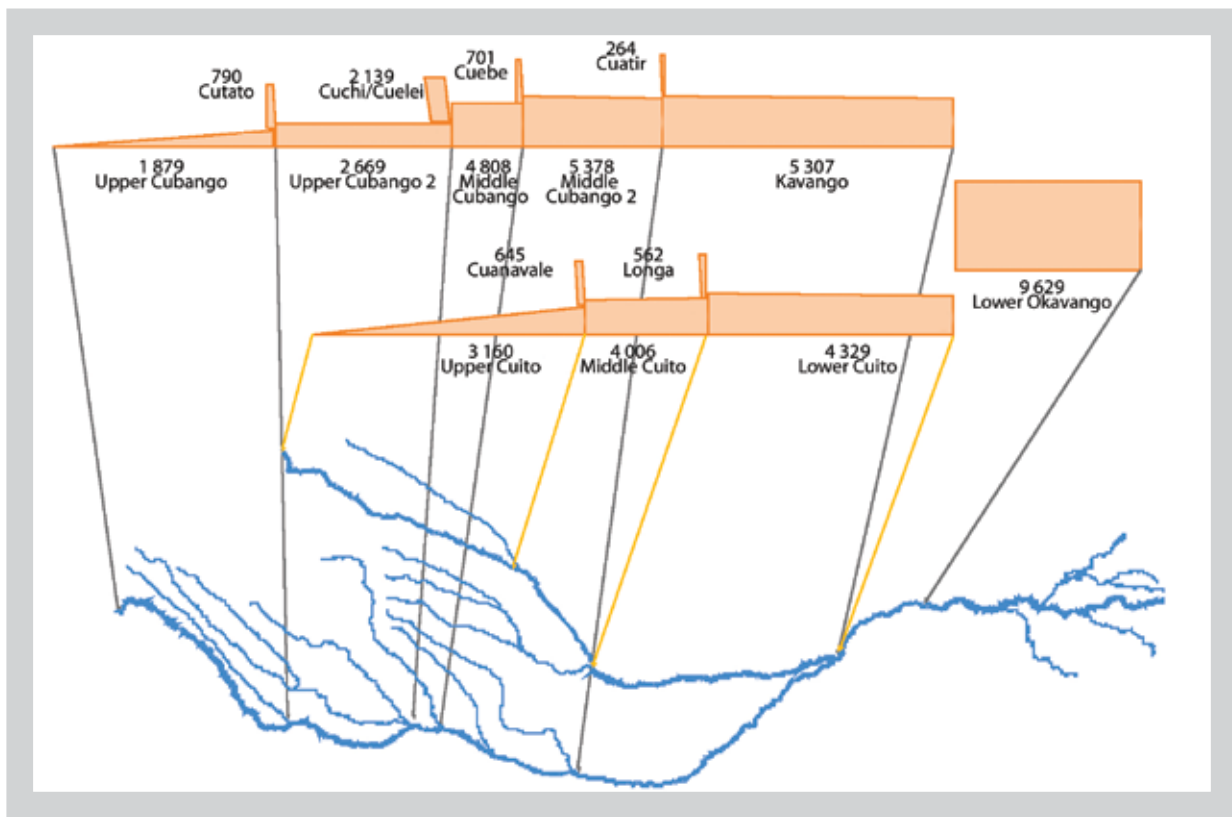 790
Cutato
2 139
Cuchi/Cuelei
701
Cuebe
264
Cuatir
1 879
Upper Cubango
2 669
Upper Cubango 2
4 808
Middle
Cubango
5 378
Middle
Cubango 2
5 307
Kavango
645
Cuanavale
562
Longa
9 629
Lower Okavango
3 160
Upper Cuito
4 006
Middle Cuito
4 329
Lower Cuito